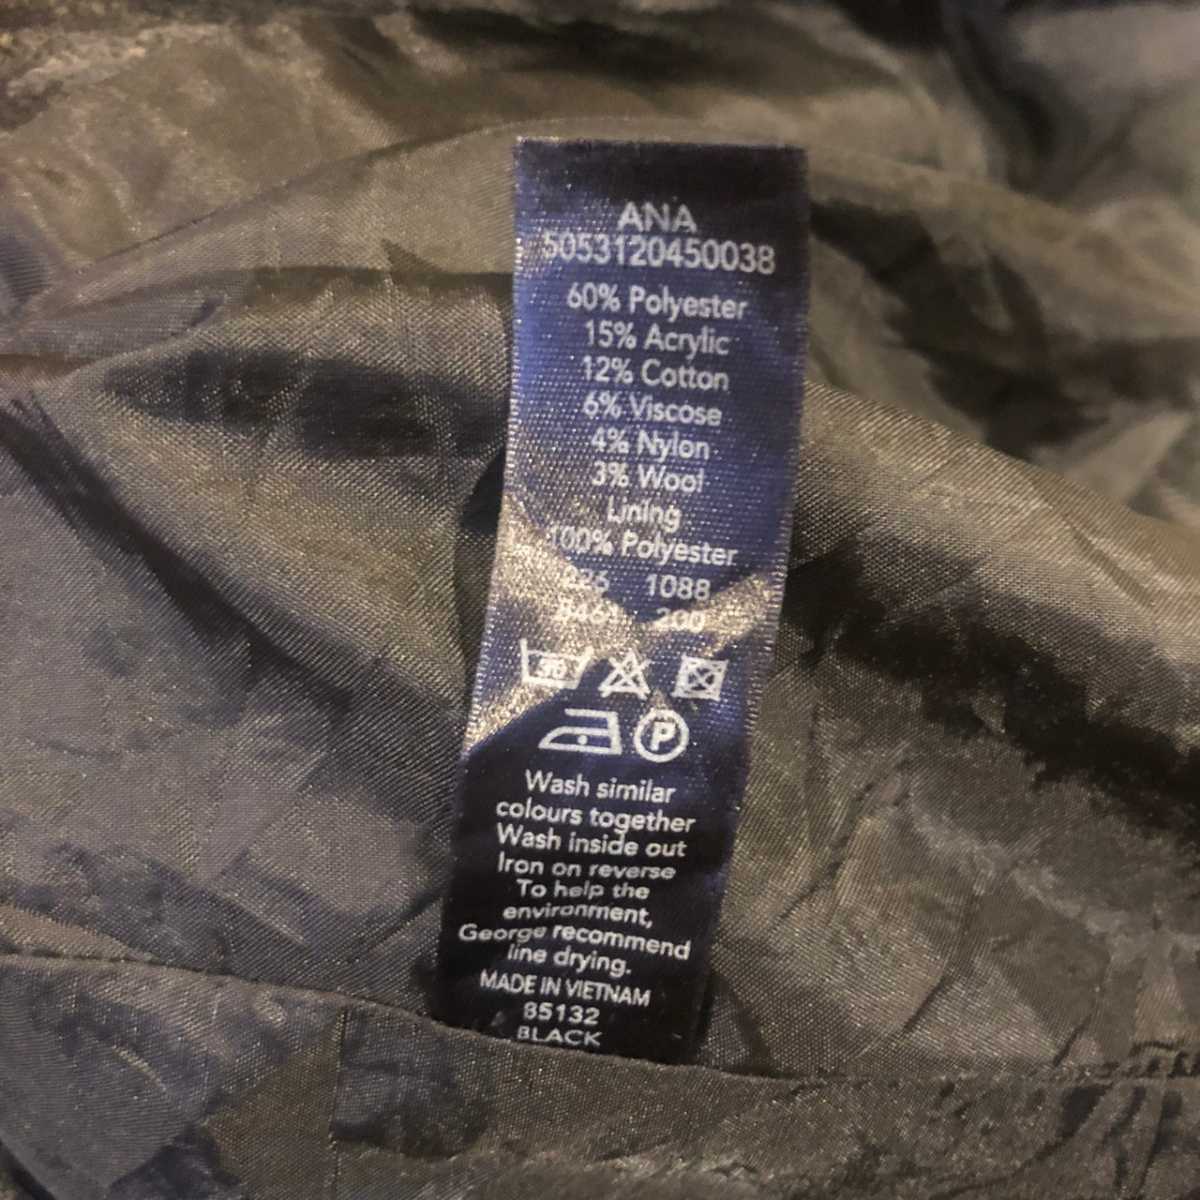 ANA
5053120450038
60% Polyester
15% Acrylic
12% Cotton
6% Viscose
4% Nylon
3% Wool
Lining
100% Polyester
1088
200
P
Wash similar
colours together
Wash inside out
Iron on reverse
To help the
environment,
George recommend
line drying.
MADE IN VIETNAM
85132
BLACK